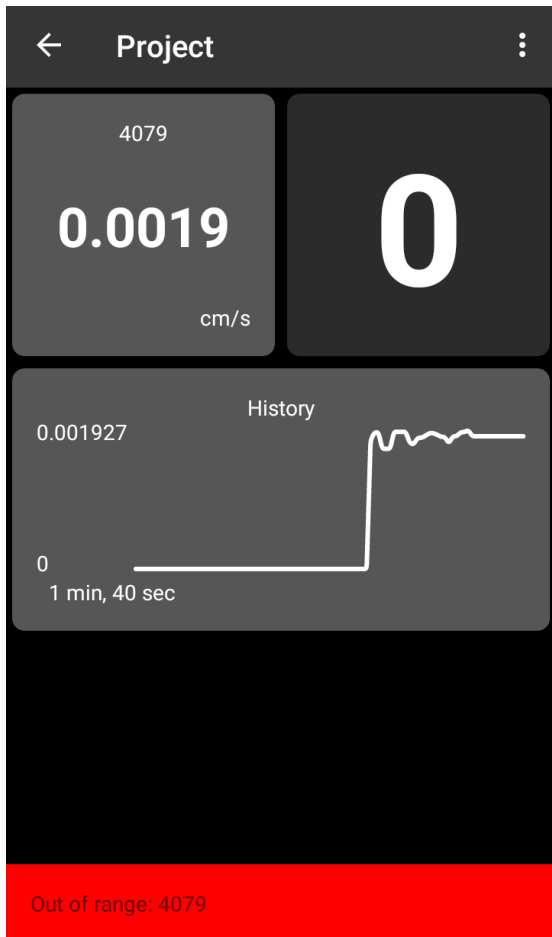 Project
4079
0.0019
cm/s
0
History
0.001927
0
1 min, 40 sec
Out of range: 4079